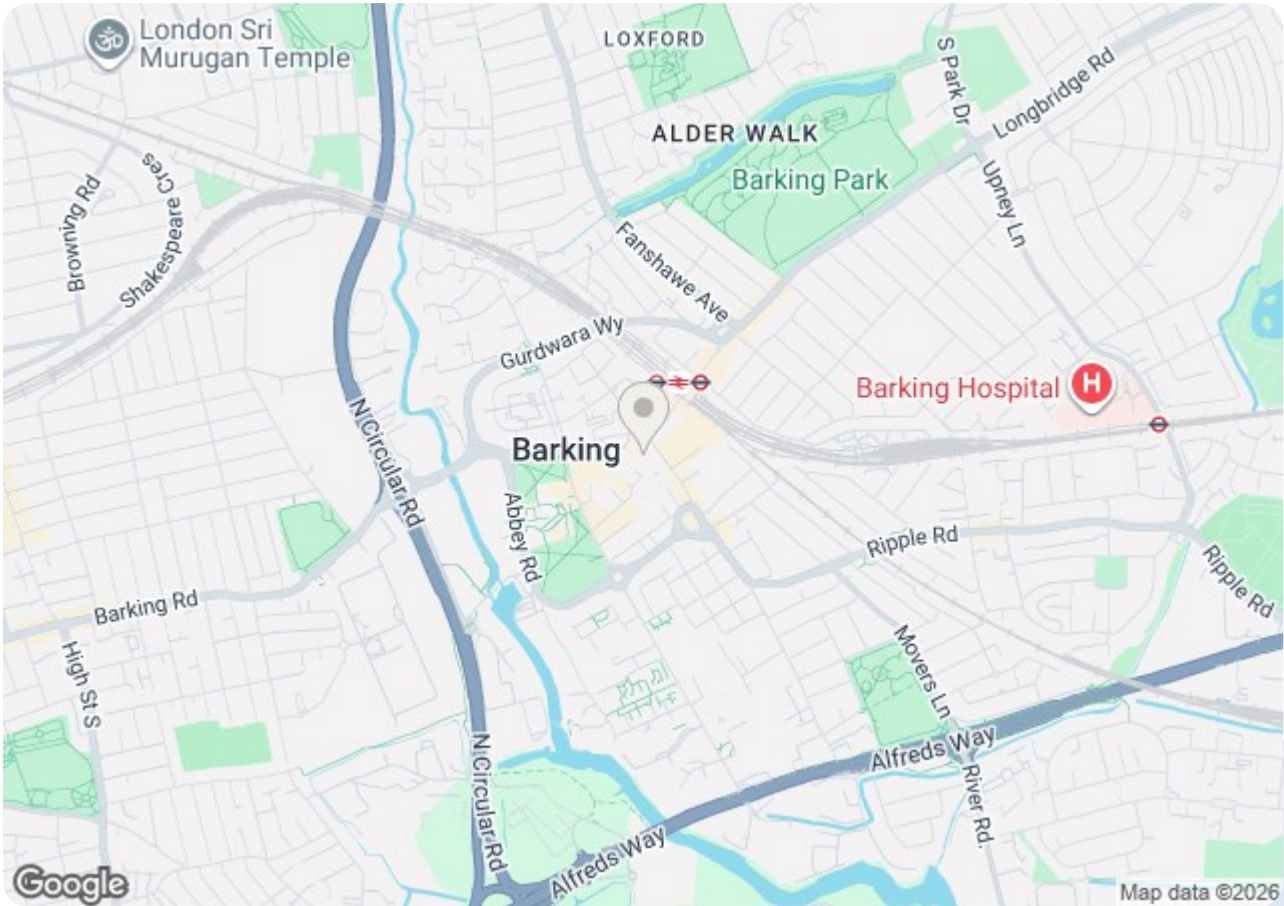 London Sri
Murugan Temple
LOXFORD
S Park Dr
Longbridge Rd
ALDER WALK
Barking Park
Upney Ln
Browning Rd
Shakespeare Cres
Fanshawe Ave
Gurdwara Wy
Barking Hospital
H
N Circular Rd
Barking
Abbey Rd
Ripple Rd
Ripple Rd
Barking Rd
High St S
Movers Ln
N Circular Rd
Alfreds Way
River Rd.
Alfreds Way
Google
Map data ©2026